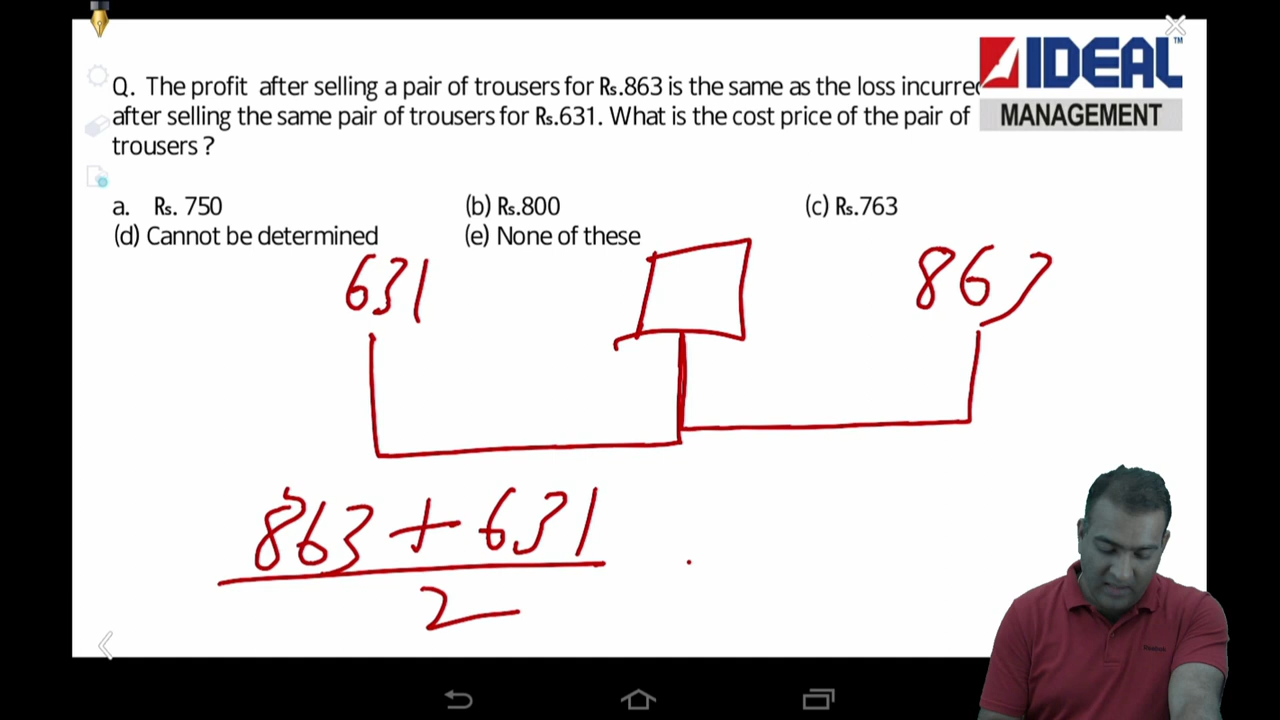 Q. The profit after selling a pair of trousers for Rs.863 is the same as the loss incurred
after selling the same pair of trousers for Rs.631. What is the cost price of the pair of
trousers ?
IDEAL™
MANAGEMENT
a. Rs. 750 (b) Rs.800 (c) Rs.763
(d) Cannot be determined (e) None of these
631 863
863 + 631
2